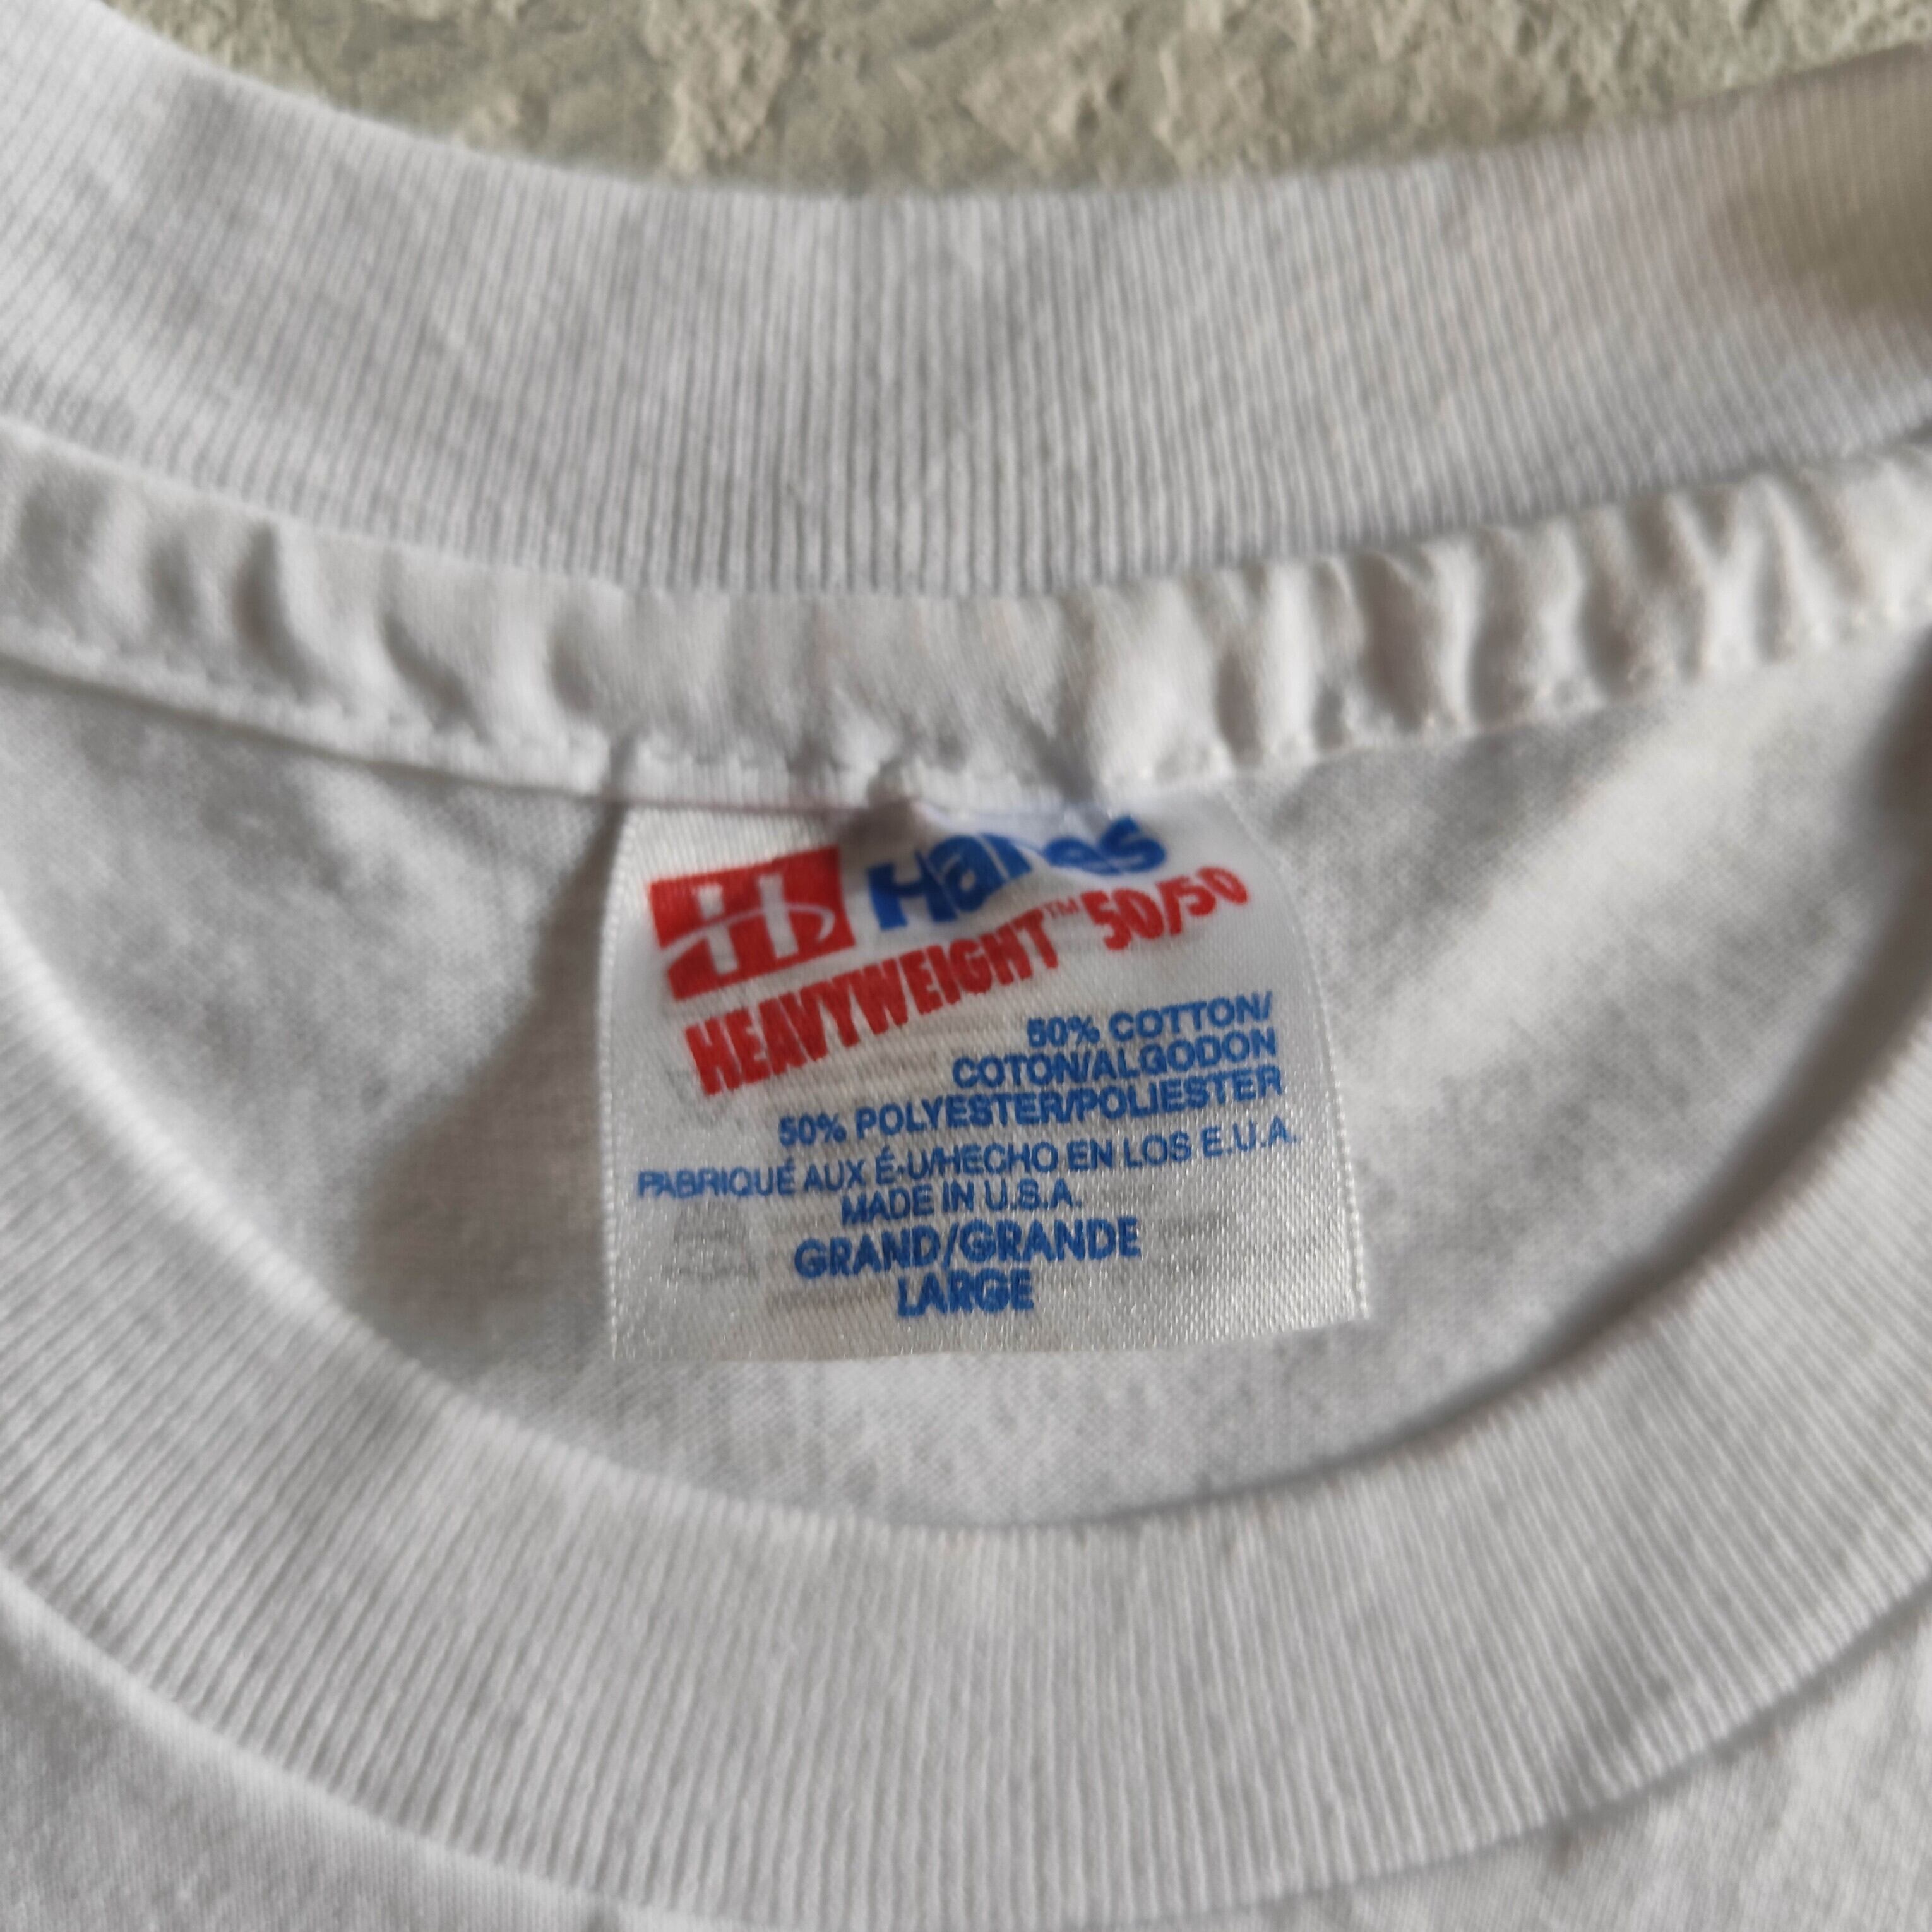 H Hanes
HEAVYWEIGHT™ 50/50
50% COTTON/
COTON/ALGODON
50% POLYESTER/POLIESTER
FABRIQUÉ AUX É-U/HECHO EN LOS E.U.A.
MADE IN U.S.A.
GRAND/GRANDE
LARGE